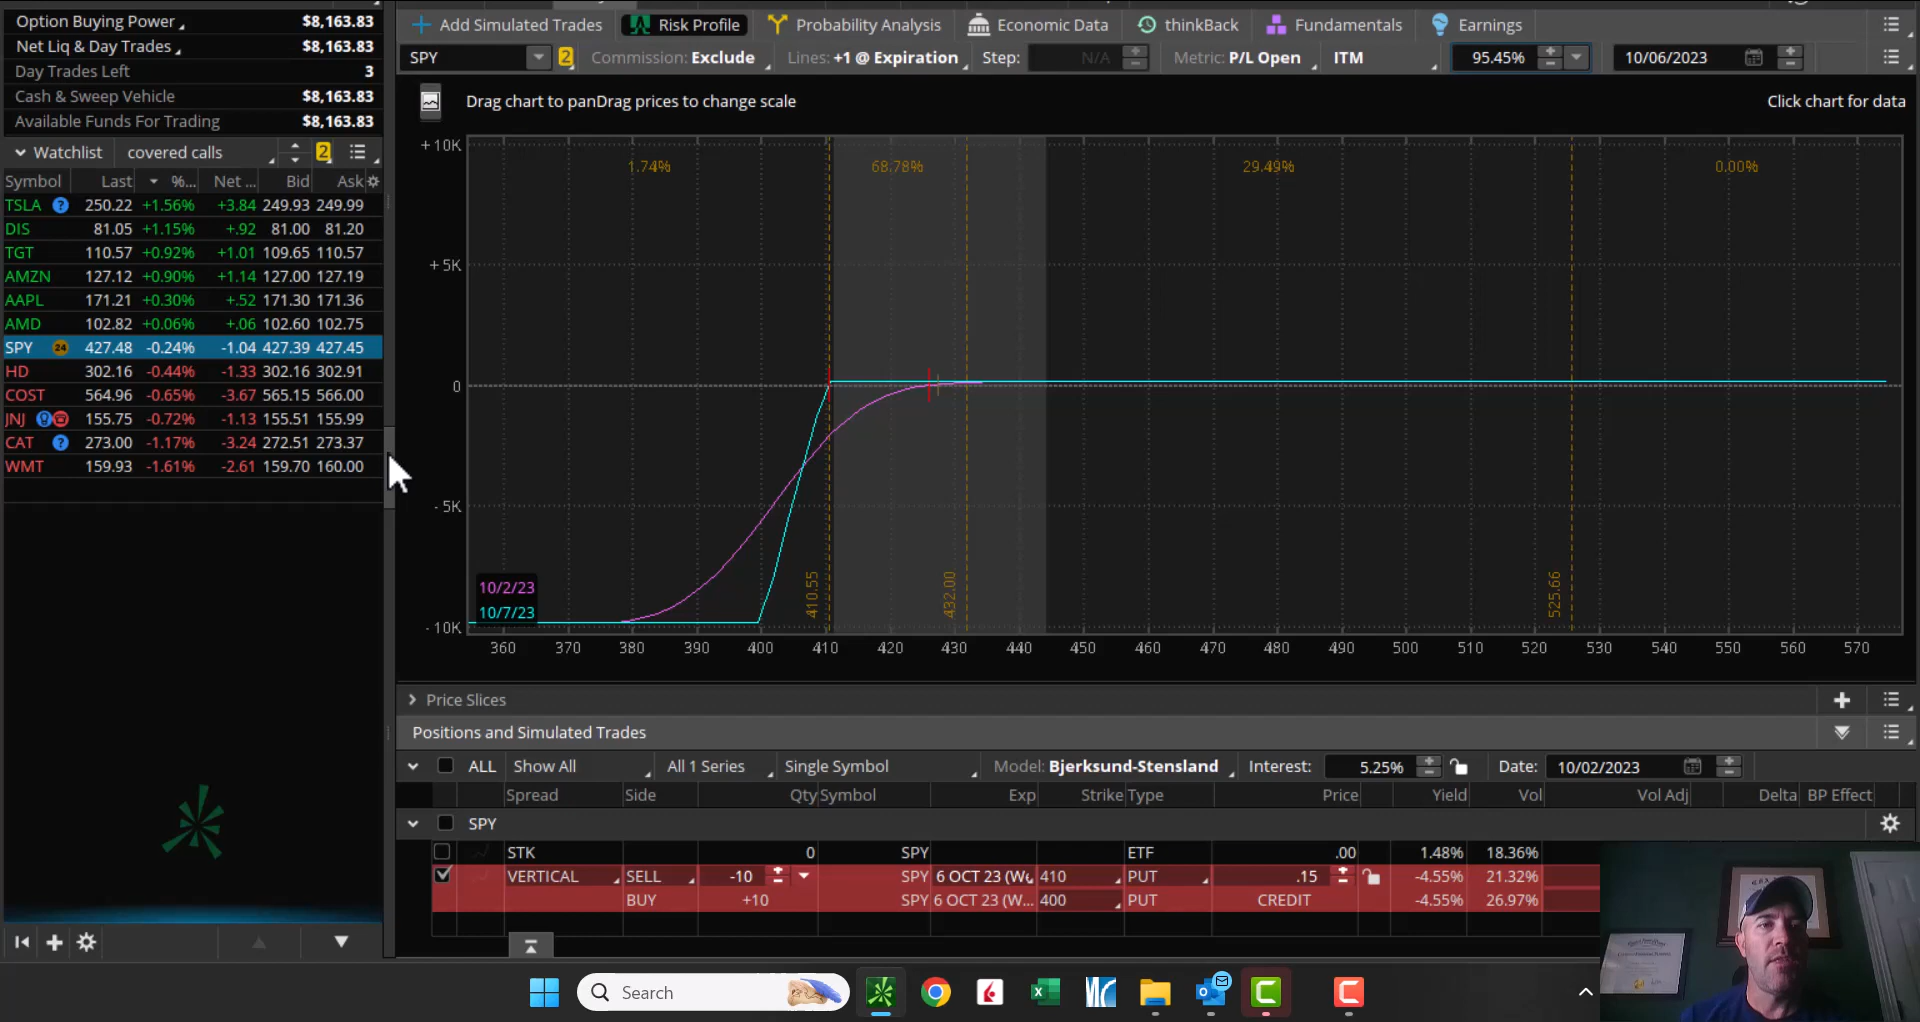 Option Buying Power $8,163.83
Net Liq & Day Trades $8,163.83
Day Trades Left 3
Cash & Sweep Vehicle $8,163.83
Available Funds For Trading $8,163.83
Watchlist covered calls 2
Symbol Last %... Net ... Bid Ask
TSLA ? 250.22 +1.56% +3.84 249.93 249.99
DIS 81.05 +1.15% +.92 81.00 81.20
TGT 110.57 +0.92% +1.01 109.65 110.57
AMZN 127.12 +0.90% +1.14 127.00 127.19
AAPL 171.21 +0.30% +.52 171.30 171.36
AMD 102.82 +0.06% +.06 102.60 102.75
SPY 24 427.48 -0.24% -1.04 427.39 427.45
HD 302.16 -0.44% -1.33 302.16 302.91
COST 564.96 -0.65% -3.67 565.15 566.00
JNJ 155.75 -0.72% -1.13 155.51 155.99
CAT ? 273.00 -1.17% -3.24 272.51 273.37
WMT 159.93 -1.61% -2.61 159.70 160.00
Add Simulated Trades Risk Profile Probability Analysis Economic Data thinkBack Fundamentals Earnings
SPY 2 Commission: Exclude Lines: +1 @ Expiration Step: N/A Metric: P/L Open ITM 95.45% 10/06/2023
Drag chart to panDrag prices to change scale Click chart for data
+10K
1.74% 68.78% 29.49% 0.00%
+5K
0
-5K
-10K
10/2/23
10/7/23
410.55
432.00
525.66
360 370 380 390 400 410 420 430 440 450 460 470 480 490 500 510 520 530 540 550 560 570
Price Slices
Positions and Simulated Trades
ALL Show All All 1 Series Single Symbol Model: Bjerksund-Stensland Interest: 5.25% Date: 10/02/2023
Spread Side Qty Symbol Exp Strike Type Price Yield Vol Vol Adj Delta BP Effect
SPY
STK 0 SPY ETF .00 1.48% 18.36%
VERTICAL SELL -10 SPY 6 OCT 23 (We 410 PUT .15 -4.55% 21.32%
BUY +10 SPY 6 OCT 23 (W... 400 PUT CREDIT -4.55% 26.97%
Search